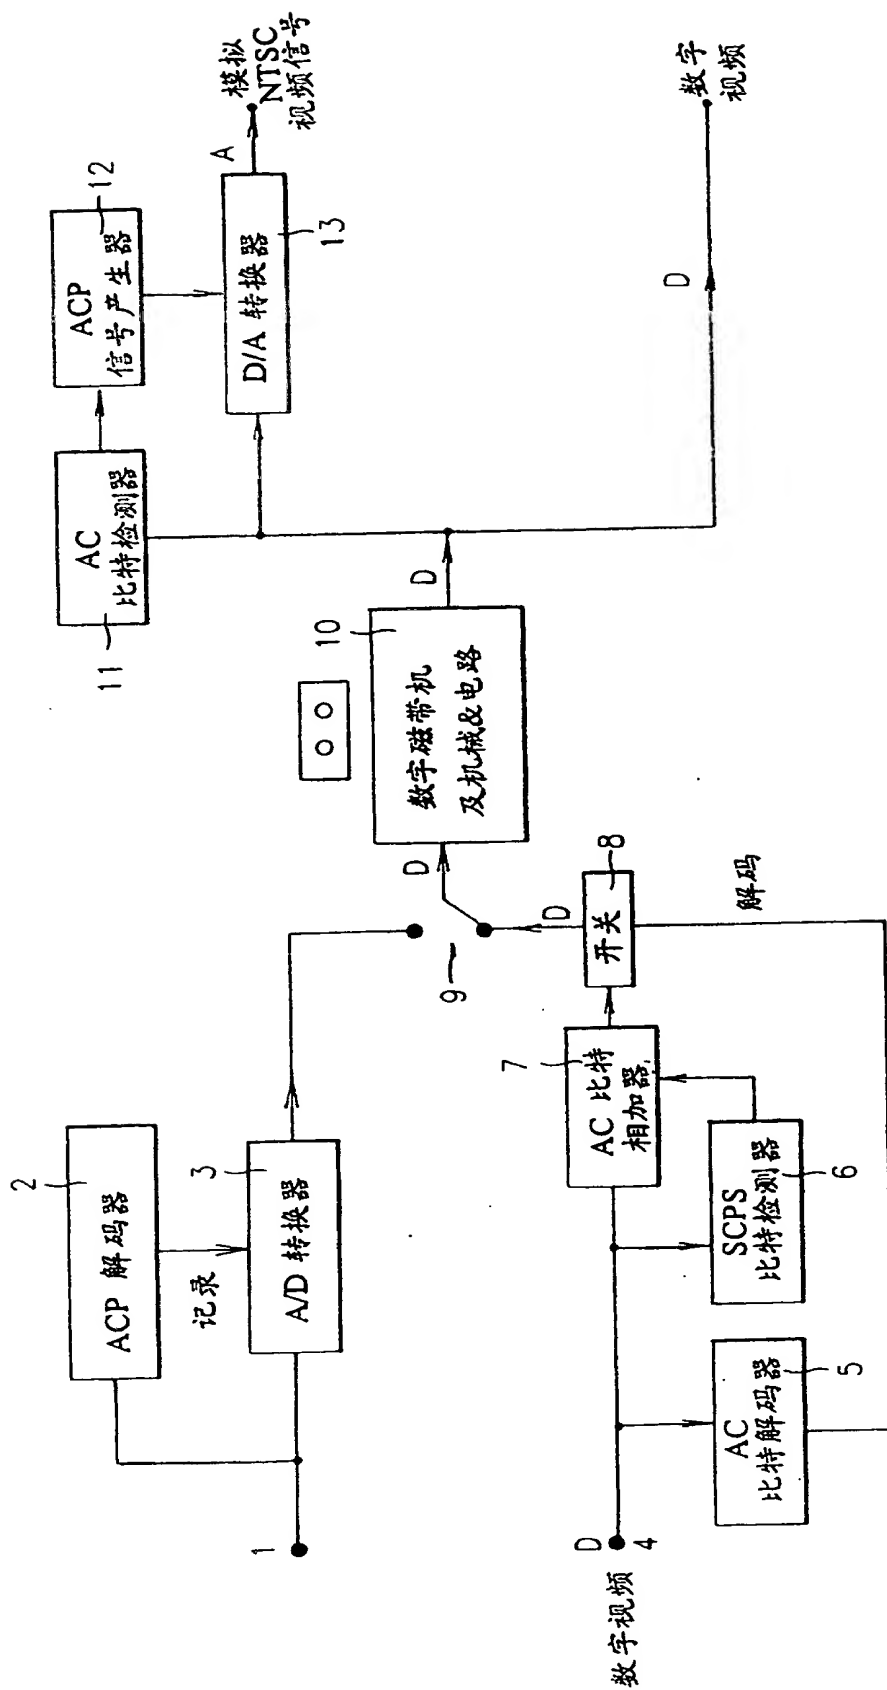 1
2
ACP 解码器
记录
3
A/D 转换器
数字视频
D
4
AC
比特解码器
5
SCPS
比特检测器
6
7
AC 比特
相加器
开关
8
解码
D
9
D
10
数字磁带机
及机械&电路
D
11
AC
比特检测器
ACP
信号产生器
12
D/A 转换器
13
A
模拟
NTSC
视频信号
D
数字
视频